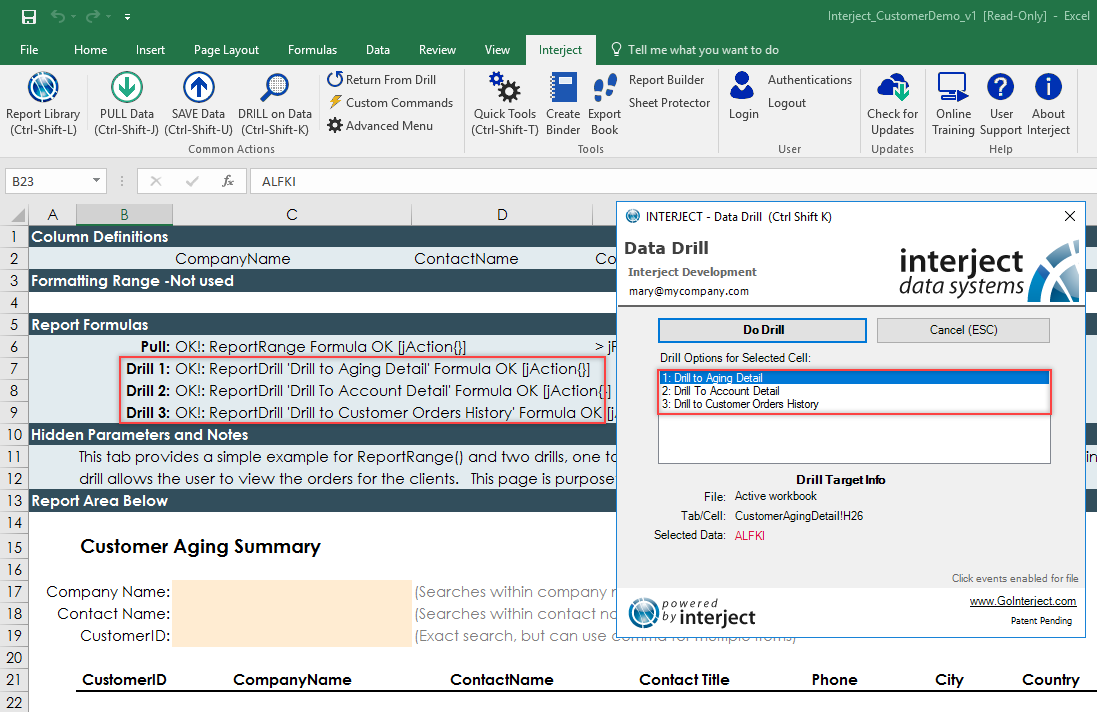 Interject_CustomerDemo_v1 [Read-Only] - Excel
File Home Insert Page Layout Formulas Data Review View Interject Tell me what you want to do
Report Library (Ctrl-Shift-L)
PULL Data (Ctrl-Shift-J)
SAVE Data (Ctrl-Shift-U)
DRILL on Data (Ctrl-Shift-K)
Return From Drill
Custom Commands
Advanced Menu
Common Actions
Quick Tools (Ctrl-Shift-T)
Create Binder
Export Book
Report Builder
Sheet Protector
Tools
Login
Authentications
Logout
User
Check for Updates
Updates
Online Training
User Support
About Interject
Help
B23 fx ALFKI
A B C D
1 Column Definitions
2 CompanyName ContactName Co
3 Formatting Range -Not used
4
5 Report Formulas
6 Pull: OK!: ReportRange Formula OK [jAction{}] > jF
7 Drill 1: OK!: ReportDrill 'Drill to Aging Detail' Formula OK [jAction{}]
8 Drill 2: OK!: ReportDrill 'Drill To Account Detail' Formula OK [jAction{}]
9 Drill 3: OK!: ReportDrill 'Drill to Customer Orders History' Formula OK [j
10 Hidden Parameters and Notes
11 This tab provides a simple example for ReportRange() and two drills, one to in
12 drill allows the user to view the orders for the clients. This page is purpose
13 Report Area Below
14
15 Customer Aging Summary
16
17 Company Name: (Searches within company n
18 Contact Name: (Searches within contact na
19 CustomerID: (Exact search, but can use comma for multiple items)
20
21 CustomerID CompanyName ContactName Contact Title Phone City Country
22
INTERJECT - Data Drill (Ctrl Shift K)
Data Drill
Interject Development
mary@mycompany.com
interject
data systems
Do Drill Cancel (ESC)
Drill Options for Selected Cell:
1: Drill to Aging Detail
2: Drill To Account Detail
3: Drill to Customer Orders History
Drill Target Info
File: Active workbook
Tab/Cell: CustomerAgingDetail!H26
Selected Data: ALFKI
Click events enabled for file
powered
by interject
www.GoInterject.com
Patent Pending